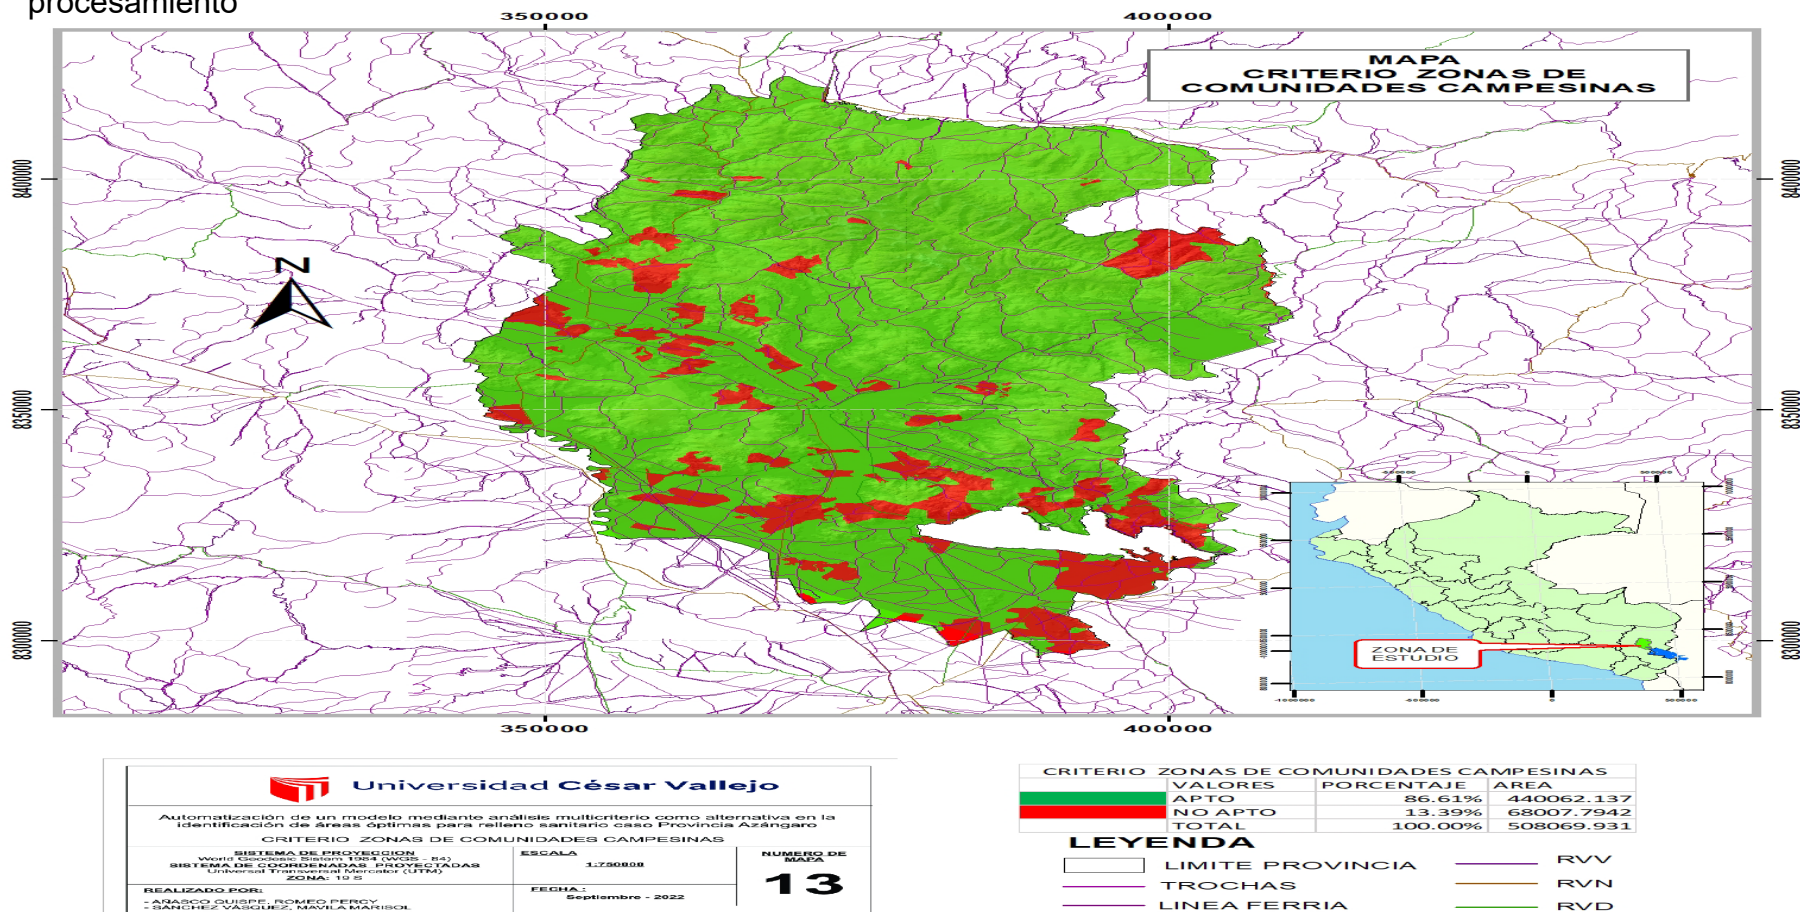 procesamiento
350000
400000
MAPA
CRITERIO ZONAS DE
COMUNIDADES CAMPESINAS
8400000
8400000
N
8350000
8350000
8300000
8300000
ZONA DE
ESTUDIO
350000
400000
Universidad César Vallejo
Automatización de un modelo mediante análisis multicriterio como alternativa en la
identificación de áreas óptimas para relleno sanitario caso Provincia Azángaro
CRITERIO ZONAS DE COMUNIDADES CAMPESINAS
SISTEMA DE PROYECCION
World Geodesic Sistem 1984 (WGS - 84)
SISTEMA DE COORDENADAS PROYECTADAS
Universal Transversal Mercator (UTM)
ZONA: 19 S
ESCALA
1:750000
NUMERO DE
MAPA
13
REALIZADO POR:
- AÑASCO QUISPE, ROMEO PERCY
- SANCHEZ VÁSQUEZ, MAVILA MARISOL
FECHA :
Septiembre - 2022
CRITERIO ZONAS DE COMUNIDADES CAMPESINAS
VALORES PORCENTAJE AREA
APTO 86.61% 440062.137
NO APTO 13.39% 68007.7942
TOTAL 100.00% 508069.931
LEYENDA
LIMITE PROVINCIA
TROCHAS
LINEA FERRIA
RVV
RVN
RVD